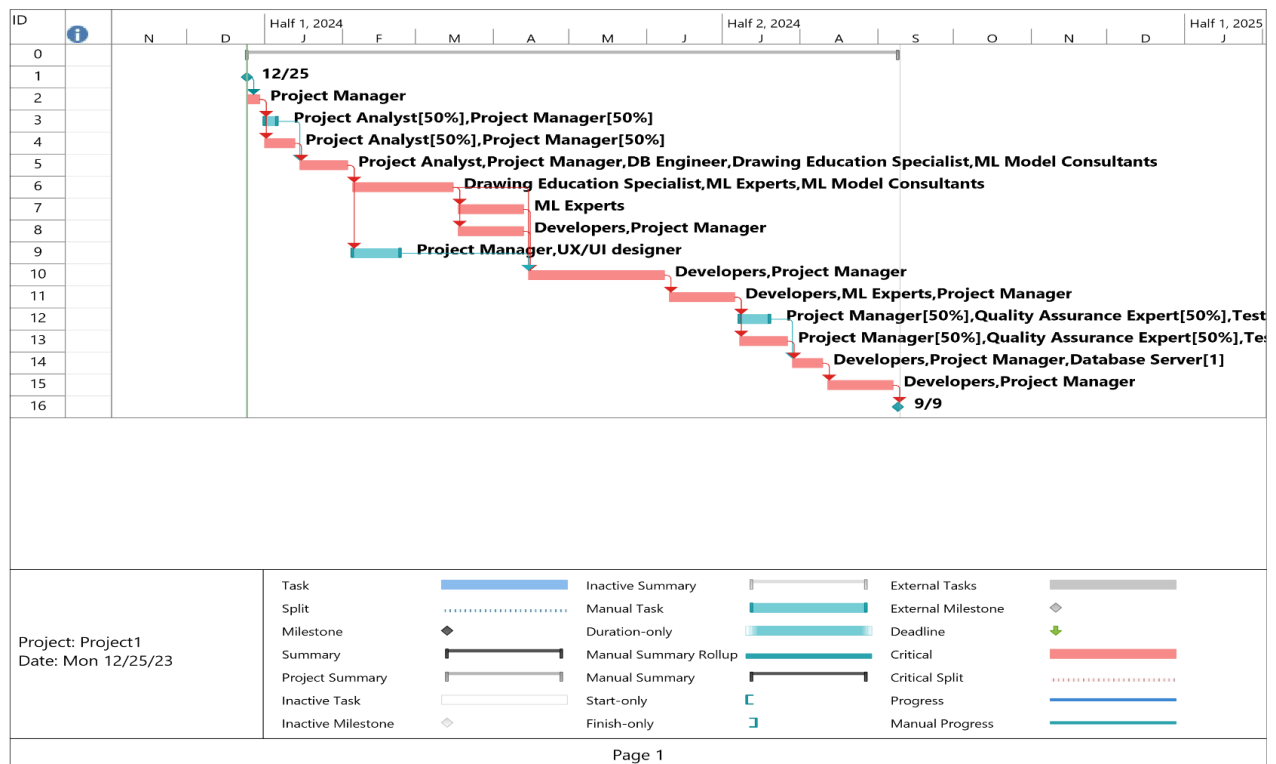 ID
Half 1, 2024 Half 2, 2024 Half 1, 2025
N D J F M A M J J A S O N D J
0
1 12/25
2 Project Manager
3 Project Analyst[50%],Project Manager[50%]
4 Project Analyst[50%],Project Manager[50%]
5 Project Analyst,Project Manager,DB Engineer,Drawing Education Specialist,ML Model Consultants
6 Drawing Education Specialist,ML Experts,ML Model Consultants
7 ML Experts
8 Developers,Project Manager
9 Project Manager,UX/UI designer
10 Developers,Project Manager
11 Developers,ML Experts,Project Manager
12 Project Manager[50%],Quality Assurance Expert[50%],Test
13 Project Manager[50%],Quality Assurance Expert[50%],Tes
14 Developers,Project Manager,Database Server[1]
15 Developers,Project Manager
16 9/9
Project: Project1
Date: Mon 12/25/23
Task Inactive Summary External Tasks
Split Manual Task External Milestone
Milestone Duration-only Deadline
Summary Manual Summary Rollup Critical
Project Summary Manual Summary Critical Split
Inactive Task Start-only Progress
Inactive Milestone Finish-only Manual Progress
Page 1